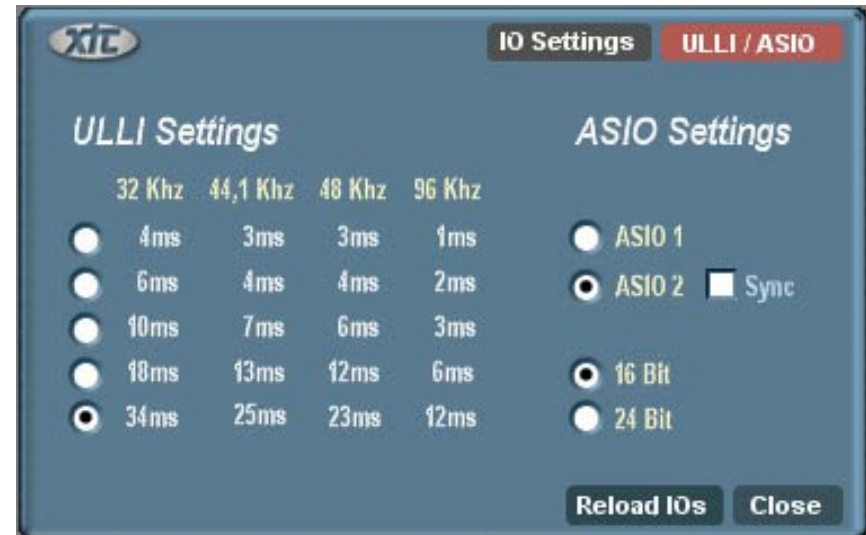 XTC
IO Settings ULLI / ASIO
ULLI Settings ASIO Settings
32 Khz 44,1 Khz 48 Khz 96 Khz
4ms 3ms 3ms 1ms ASIO 1
6ms 4ms 4ms 2ms ASIO 2 Sync
10ms 7ms 6ms 3ms
18ms 13ms 12ms 6ms 16 Bit
34ms 25ms 23ms 12ms 24 Bit
Reload IOs Close